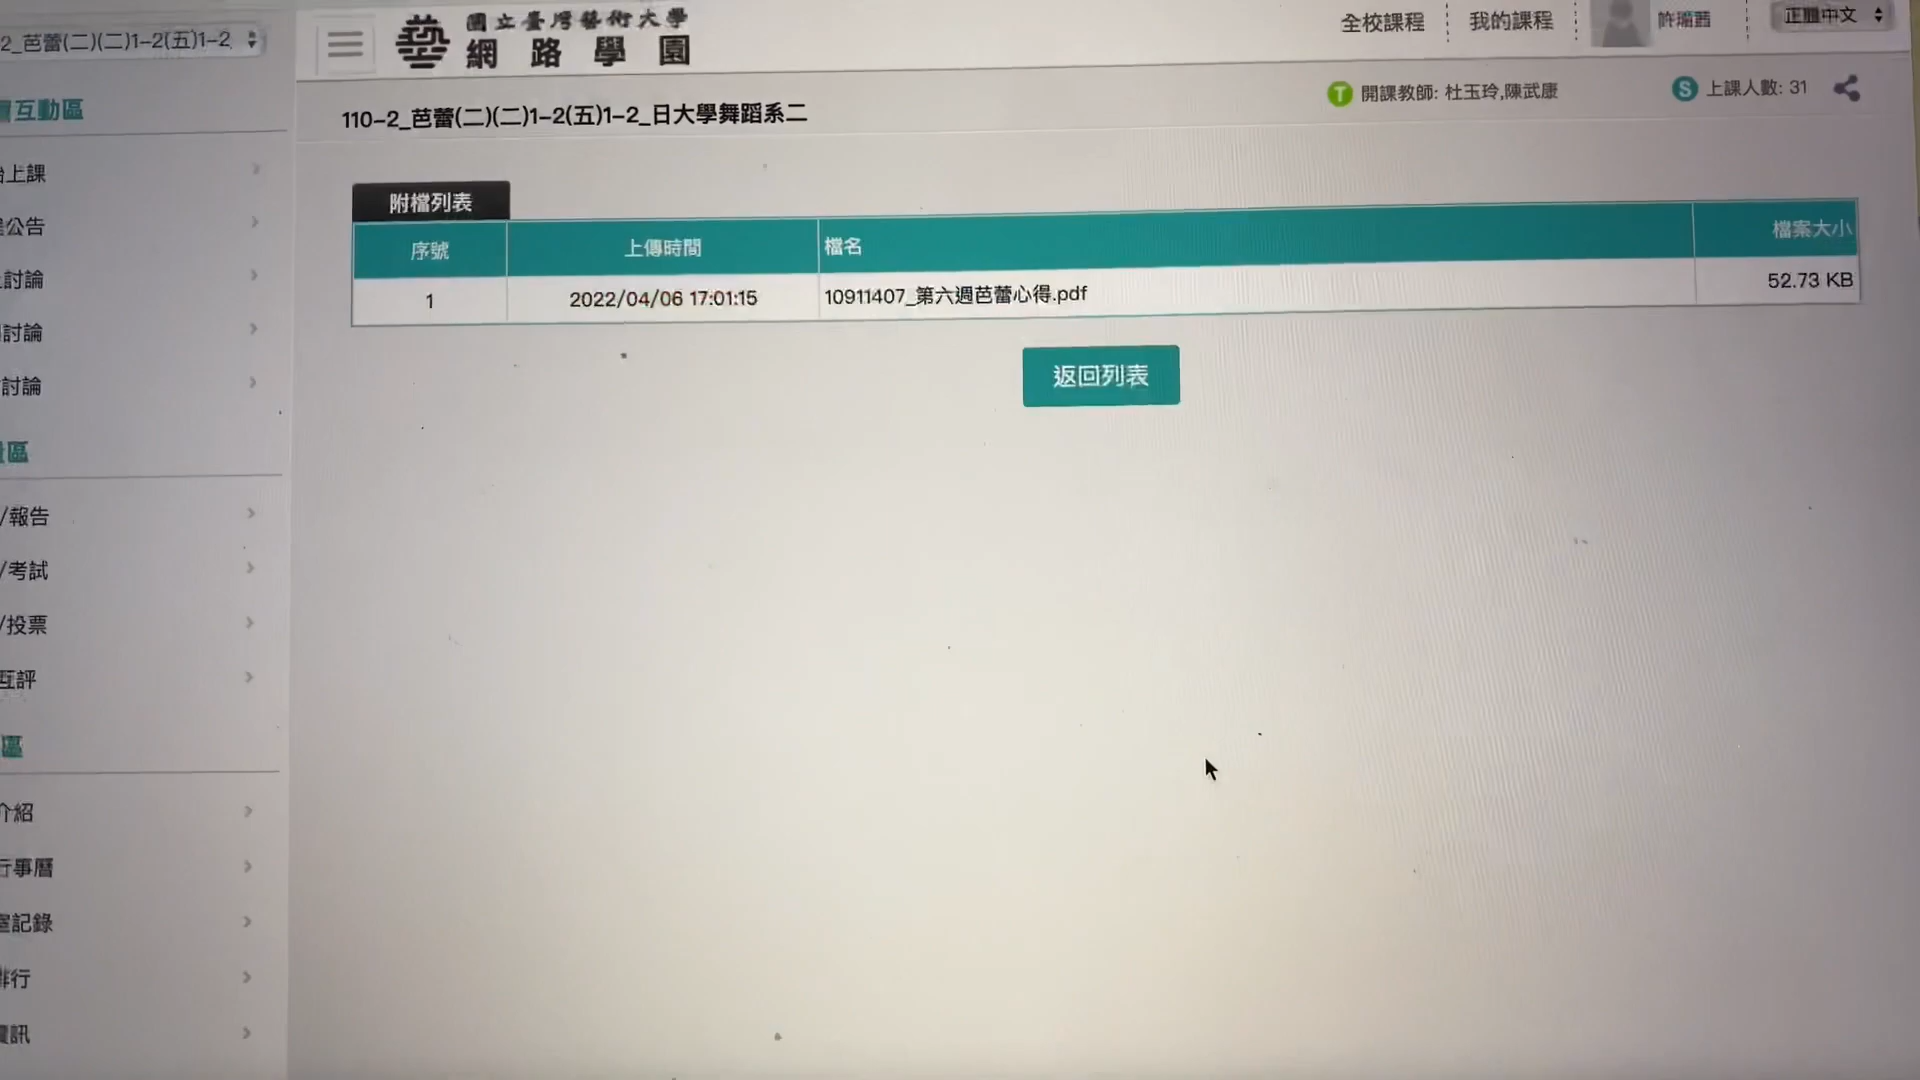 2_芭蕾(二)(二)1-2(五)1-2_
國立臺灣藝術大學
網路學園
全校課程
我的課程
正體中文
互動區
110-2_芭蕾(二)(二)1-2(五)1-2_日大學舞蹈系二
T 開課教師: 杜玉玲,陳武康
S 上課人數: 31
上課
公告
討論
討論
討論
區
/報告
/考試
/投票
互評
區
介紹
行事曆
記錄
排行
資訊
附檔列表
序號 上傳時間 檔名 檔案大小
1 2022/04/06 17:01:15 10911407_第六週芭蕾心得.pdf 52.73 KB
返回列表